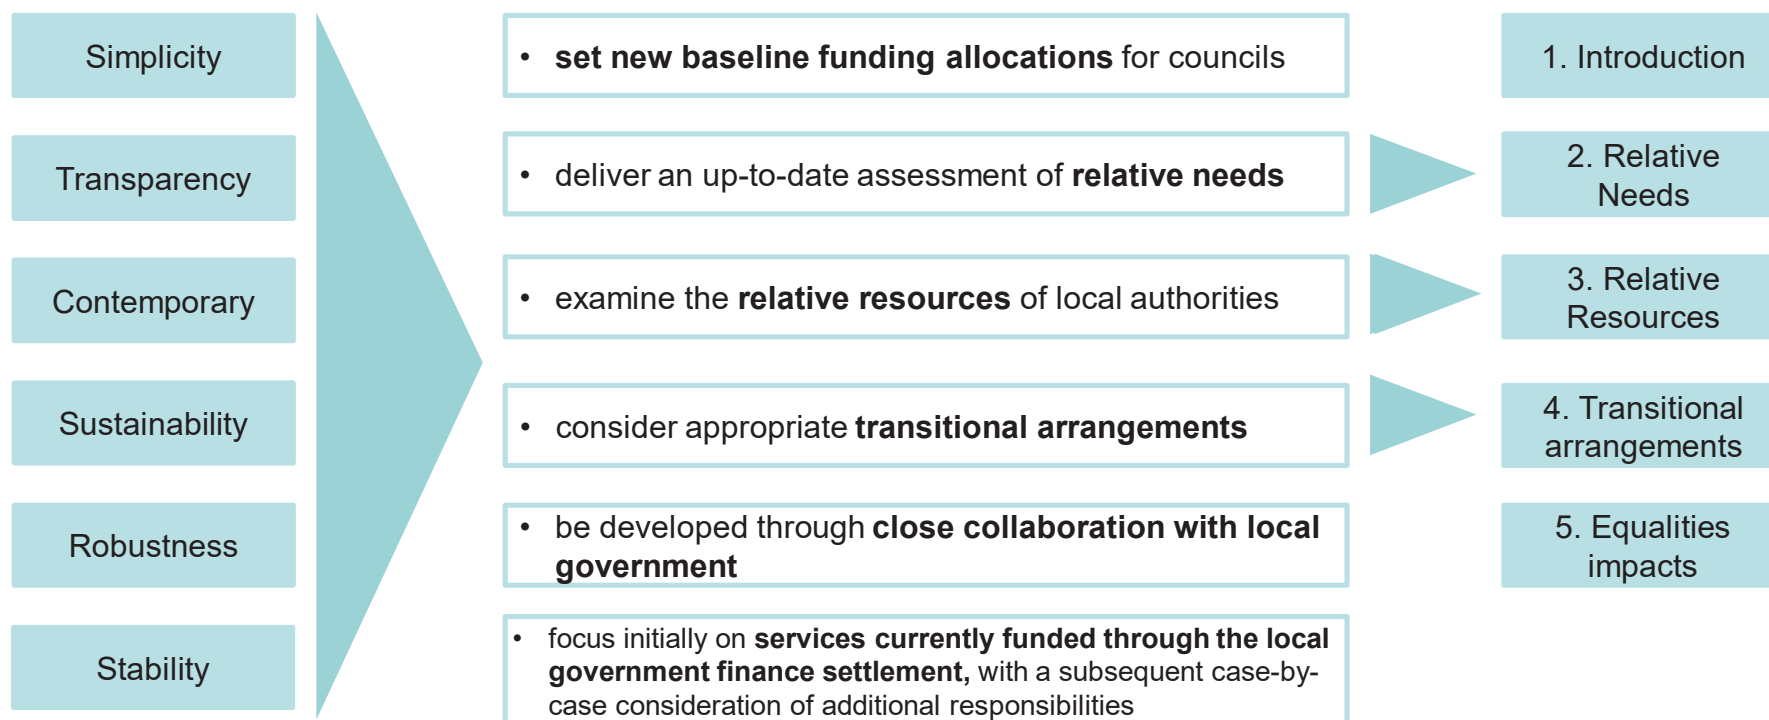 Simplicity
Transparency
Contemporary
Sustainability
Robustness
Stability
• set new baseline funding allocations for councils
• deliver an up-to-date assessment of relative needs
• examine the relative resources of local authorities
• consider appropriate transitional arrangements
• be developed through close collaboration with local
government
• focus initially on services currently funded through the local
government finance settlement, with a subsequent case-by-
case consideration of additional responsibilities
1. Introduction
2. Relative
Needs
3. Relative
Resources
4. Transitional
arrangements
5. Equalities
impacts